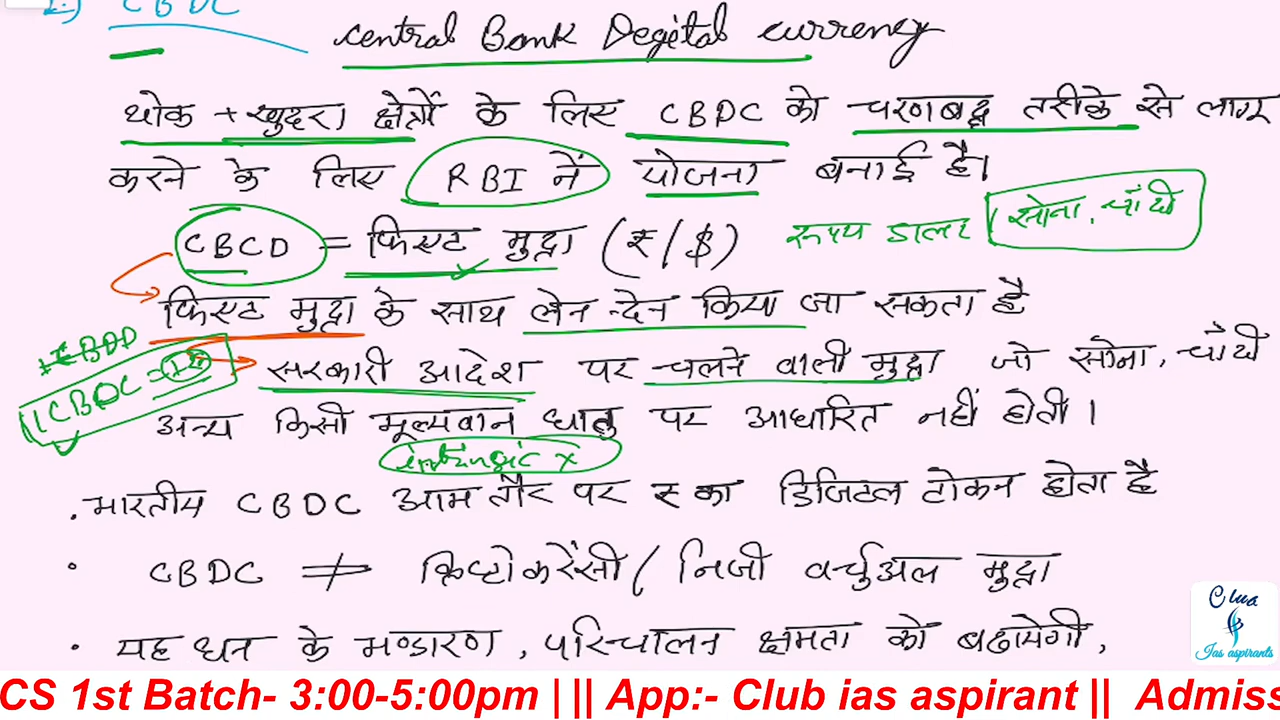 CBDC
Central Bank Degital currency
थोक + खुदरा क्षेत्रों के लिए CBDC को चरणबद्ध तरीके से लागू
करने के लिए RBI नें योजना बनाई है।
CBCD = फिएट मुद्रा (₹/$) रूपय डालर सोना, चाँदी
फिएट मुद्रा के साथ लेन-देन किया जा सकता है
सरकारी आदेश पर चलने वाली मुद्रा जो सोना, चाँदी
1CBDC =
अन्य किसी मूल्यवान धातु पर आधारित नहीं होती।
intrinsic x
. भारतीय CBDC आमतौर पर ₹ का डिजिटल टोकन होता है
• CBDC ≠ क्रिप्टोकरेंसी / निजी वर्चुअल मुद्रा
• यह धन के भण्डारण, परिचालन क्षमता को बढायेगी,
Club
Ias aspirants
CS 1st Batch- 3:00-5:00pm | || App:- Club ias aspirant || Admiss